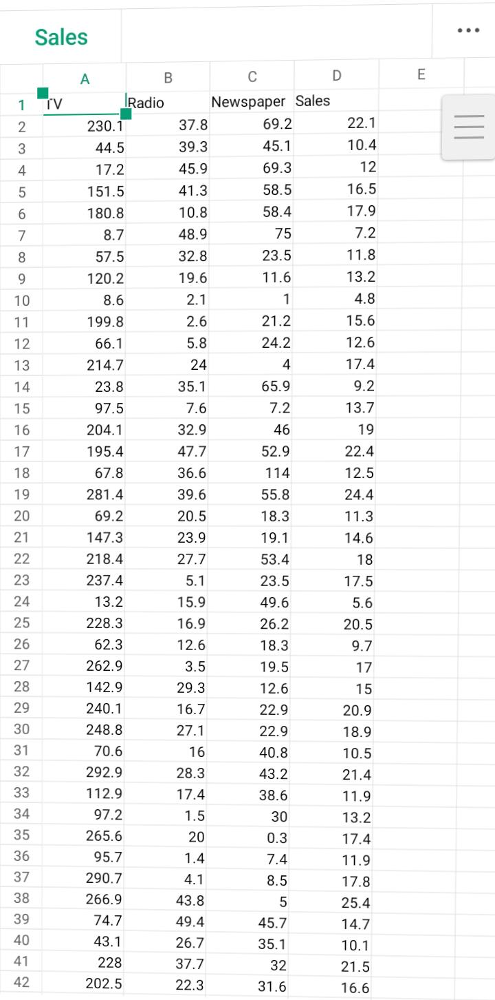 Sales
A B C D E
1 TV Radio Newspaper Sales
2 230.1 37.8 69.2 22.1
3 44.5 39.3 45.1 10.4
4 17.2 45.9 69.3 12
5 151.5 41.3 58.5 16.5
6 180.8 10.8 58.4 17.9
7 8.7 48.9 75 7.2
8 57.5 32.8 23.5 11.8
9 120.2 19.6 11.6 13.2
10 8.6 2.1 1 4.8
11 199.8 2.6 21.2 15.6
12 66.1 5.8 24.2 12.6
13 214.7 24 4 17.4
14 23.8 35.1 65.9 9.2
15 97.5 7.6 7.2 13.7
16 204.1 32.9 46 19
17 195.4 47.7 52.9 22.4
18 67.8 36.6 114 12.5
19 281.4 39.6 55.8 24.4
20 69.2 20.5 18.3 11.3
21 147.3 23.9 19.1 14.6
22 218.4 27.7 53.4 18
23 237.4 5.1 23.5 17.5
24 13.2 15.9 49.6 5.6
25 228.3 16.9 26.2 20.5
26 62.3 12.6 18.3 9.7
27 262.9 3.5 19.5 17
28 142.9 29.3 12.6 15
29 240.1 16.7 22.9 20.9
30 248.8 27.1 22.9 18.9
31 70.6 16 40.8 10.5
32 292.9 28.3 43.2 21.4
33 112.9 17.4 38.6 11.9
34 97.2 1.5 30 13.2
35 265.6 20 0.3 17.4
36 95.7 1.4 7.4 11.9
37 290.7 4.1 8.5 17.8
38 266.9 43.8 5 25.4
39 74.7 49.4 45.7 14.7
40 43.1 26.7 35.1 10.1
41 228 37.7 32 21.5
42 202.5 22.3 31.6 16.6